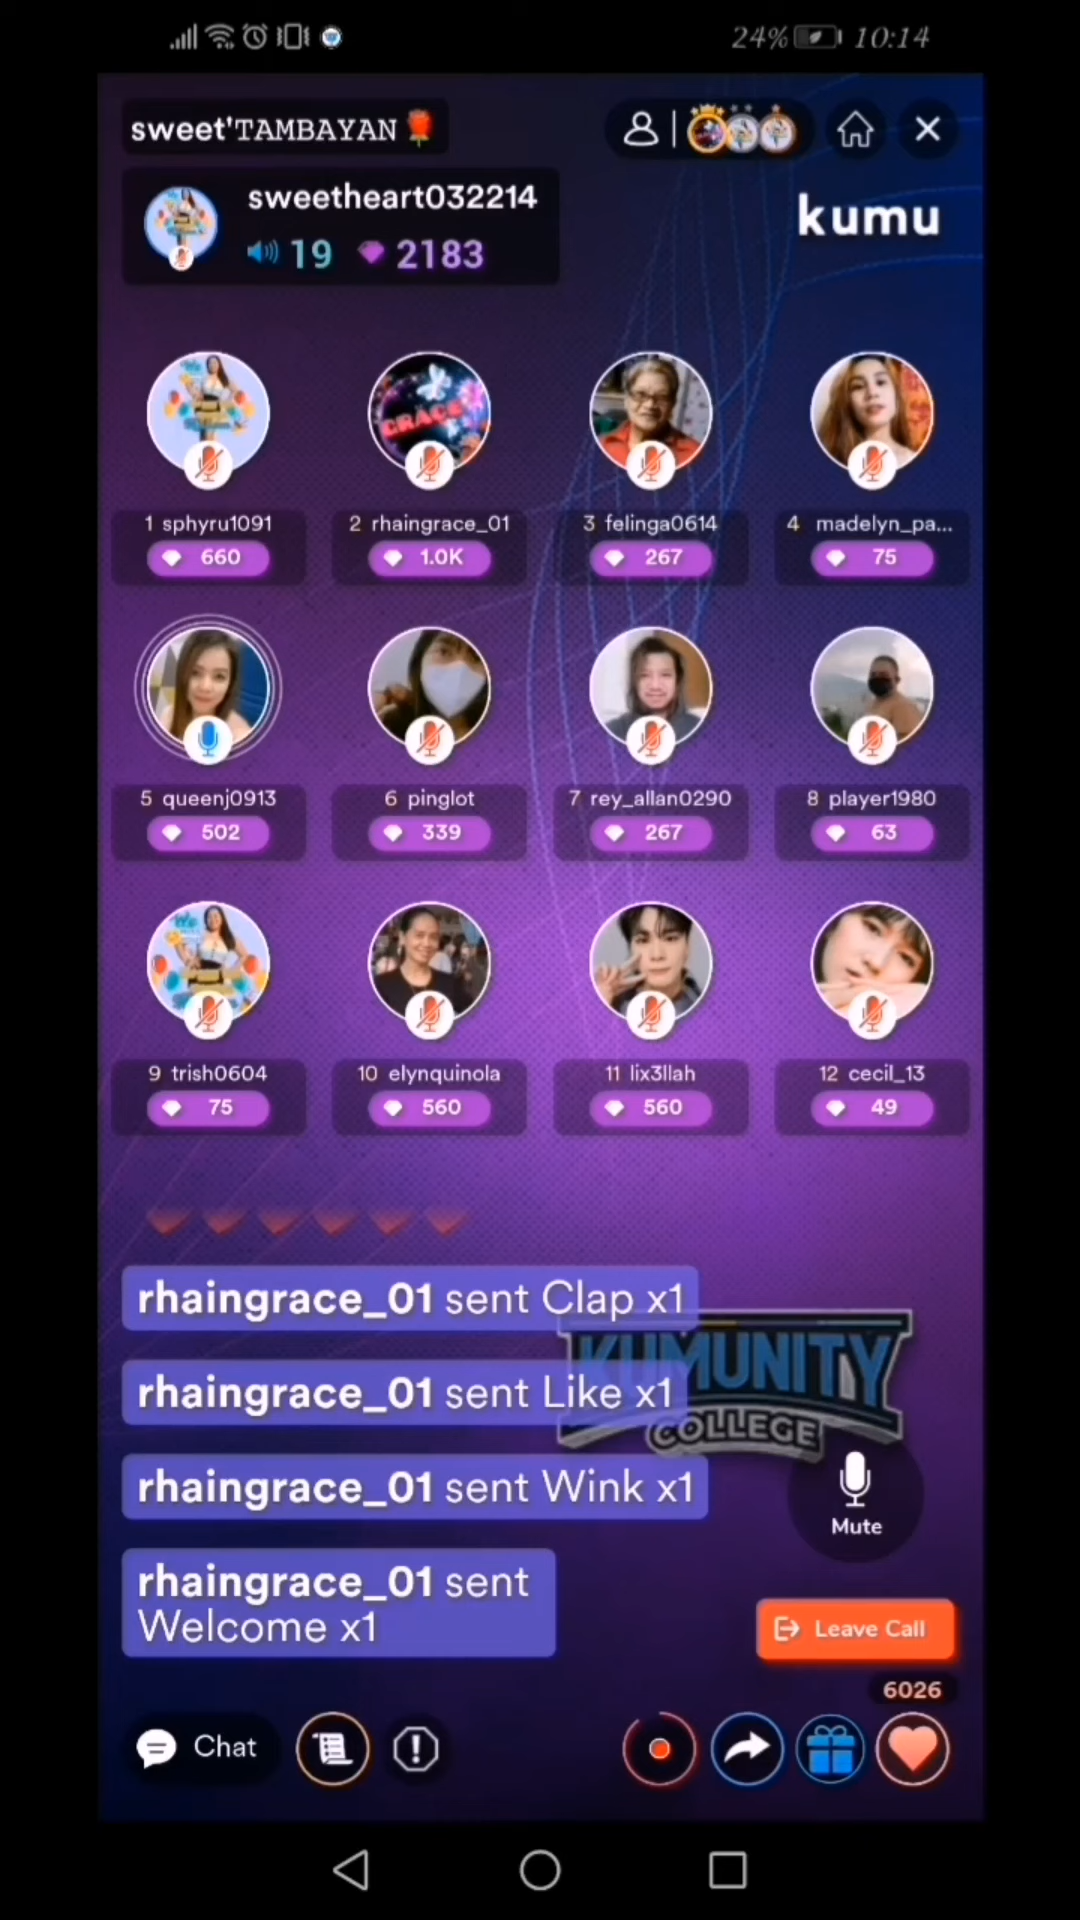 24% 10:14
sweet'TAMBAYAN
sweetheart032214
19 2183
kumu
GRACE
1 sphyru1091
660
2 rhaingrace_01
1.0K
3 felinga0614
267
4 madelyn_pa...
75
5 queenj0913
502
6 pinglot
339
7 rey_allan0290
267
8 player1980
63
9 trish0604
75
10 elynquinola
560
11 lix3llah
560
12 cecil_13
49
rhaingrace_01 sent Clap x1
rhaingrace_01 sent Like x1
rhaingrace_01 sent Wink x1
rhaingrace_01 sent
Welcome x1
KUMUNITY
COLLEGE
Mute
Leave Call
6026
Chat